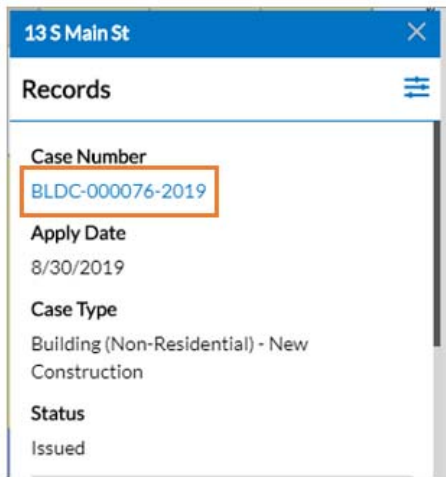 13 S Main St
Records
Case Number
BLDC-000076-2019
Apply Date
8/30/2019
Case Type
Building (Non-Residential) - New
Construction
Status
Issued